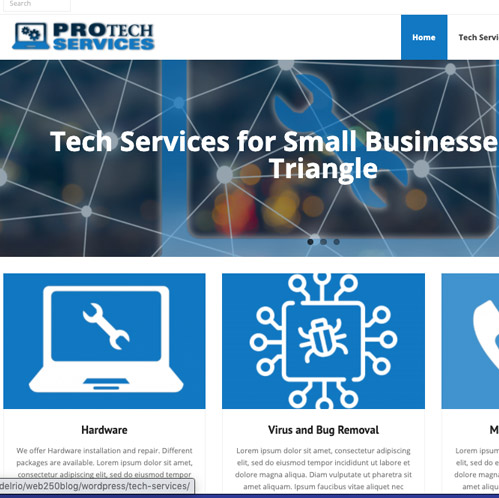 Search
PROTECH
SERVICES
Home
Tech Servi
Tech Services for Small Businesse
Triangle
Hardware
We offer Hardware installation and repair. Different
packages are available. Lorem ipsum dolor sit amet,
consectetur adipiscing elit, sed do eiusmod tempor
Virus and Bug Removal
Lorem ipsum dolor sit amet, consectetur adipiscing
elit, sed do eiusmod tempor incididunt ut labore et
dolore magna aliqua. Diam vulputate ut pharetra sit
amet aliquam. Ipsum faucibus vitae aliquet nec
M
Lorem ipsum
elit, sed do e
dolore magna
amet aliqua
delrio/web250blog/wordpress/tech-services/